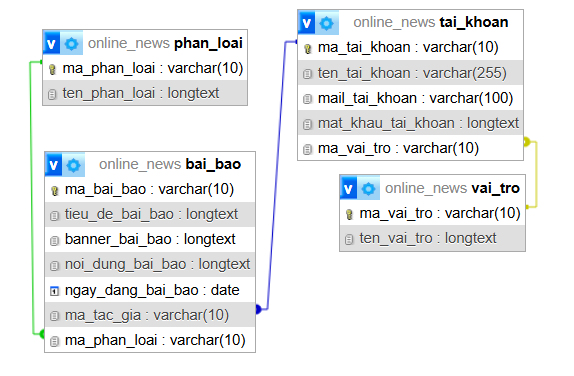 online_news phan_loai
ma_phan_loai : varchar(10)
ten_phan_loai : longtext
online_news tai_khoan
ma_tai_khoan : varchar(10)
ten_tai_khoan : varchar(255)
mail_tai_khoan : varchar(100)
mat_khau_tai_khoan : longtext
ma_vai_tro : varchar(10)
online_news bai_bao
ma_bai_bao : varchar(10)
tieu_de_bai_bao : longtext
banner_bai_bao : longtext
noi_dung_bai_bao : longtext
ngay_dang_bai_bao : date
ma_tac_gia : varchar(10)
ma_phan_loai : varchar(10)
online_news vai_tro
ma_vai_tro : varchar(10)
ten_vai_tro : longtext